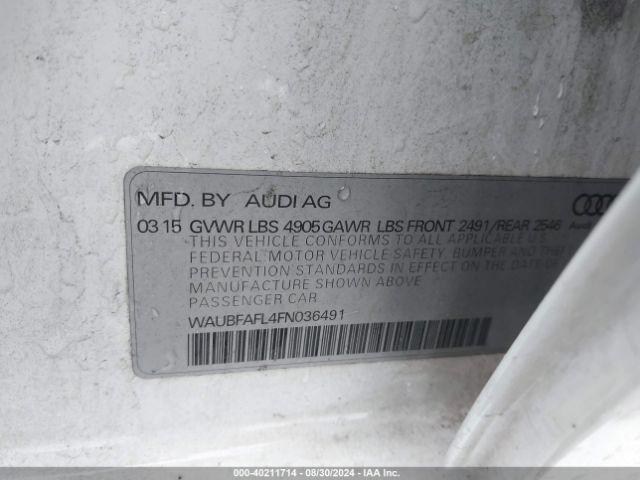 MFD. BY AUDI AG
03 15 GVWR LBS 4905 GAWR LBS FRONT 2491/REAR 2546
THIS VEHICLE CONFORMS TO ALL APPLICABLE U.S.
FEDERAL MOTOR VEHICLE SAFETY, BUMPER AND THEFT
PREVENTION STANDARDS IN EFFECT ON THE DATE OF
MANUFACTURE SHOWN ABOVE
PASSENGER CAR.
WAUBFAFL4FN036491
000-40211714 - 08/30/2024 - IAA Inc.